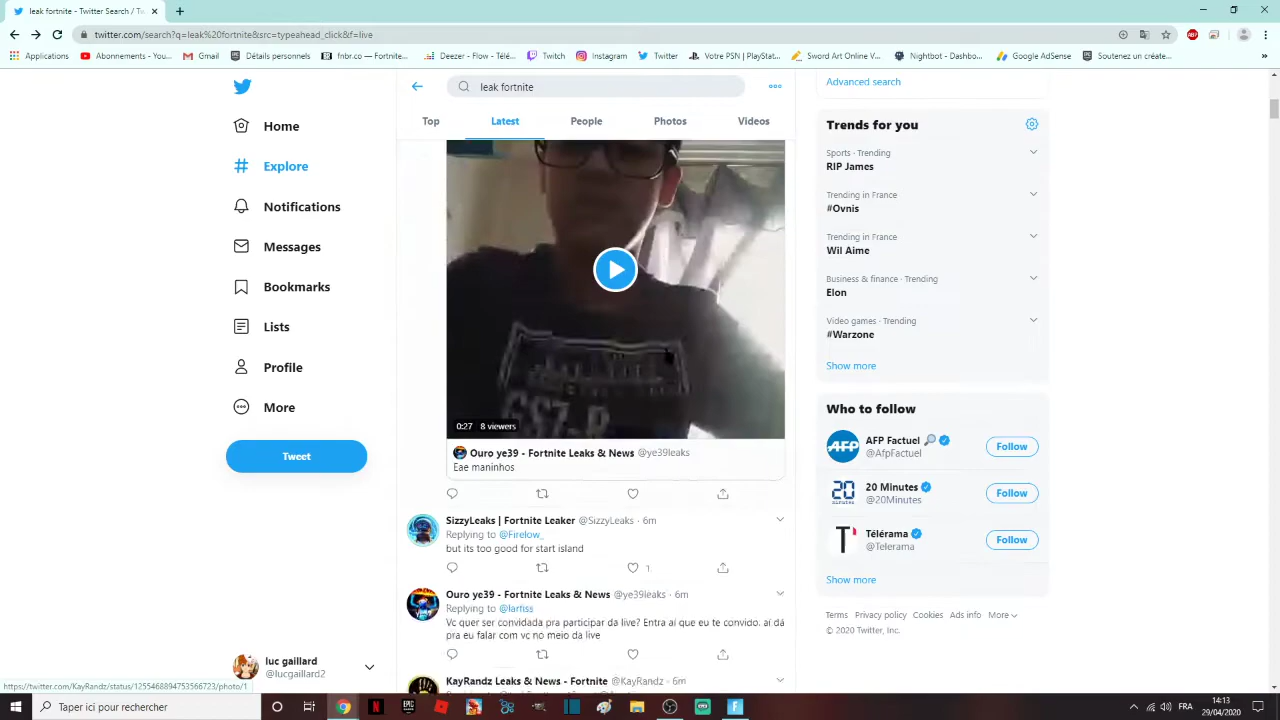 leak fortnite - Twitter Search / Tw
twitter.com/search?q=leak%20fortnite&src=typeahead_click&f=live
Applications
Abonnements - You...
Gmail
Détails personnels
fnbr.co — Fortnite...
Deezer - Flow - Télé...
Twitch
Instagram
Twitter
Votre PSN | PlayStat...
Sword Art Online V...
Nightbot - Dashbo...
Google AdSense
Soutenez un créate...
»
Home
Explore
Notifications
Messages
Bookmarks
Lists
Profile
More
Tweet
luc gaillard
@lucgaillard2
https://twitter.com/KayRandz/status/1255468894753566723/photo/1
leak fortnite
Top
Latest
People
Photos
Videos
0:27 8 viewers
Ouro ye39 - Fortnite Leaks & News @ye39leaks
Eae maninhos
SizzyLeaks | Fortnite Leaker @SizzyLeaks · 6m
Replying to @Firelow_
but its too good for start island
1
Ouro ye39 - Fortnite Leaks & News @ye39leaks · 6m
Replying to @larfiss
Vc quer ser convidada pra participar da live? Entra aí que eu te convido. aí dá
pra eu falar com vc no meio da live
KayRandz Leaks & News - Fortnite @KayRandz · 6m
Advanced search
Trends for you
Sports · Trending
RIP James
Trending in France
#Ovnis
Trending in France
Wil Aime
Business & finance · Trending
Elon
Video games · Trending
#Warzone
Show more
Who to follow
AFP Factuel
@AfpFactuel
Follow
20 Minutes
@20Minutes
Follow
Télérama
@Telerama
Follow
Show more
Terms Privacy policy Cookies Ads info More
© 2020 Twitter, Inc.
Taper ici pour rechercher
FRA
14:13
29/04/2020